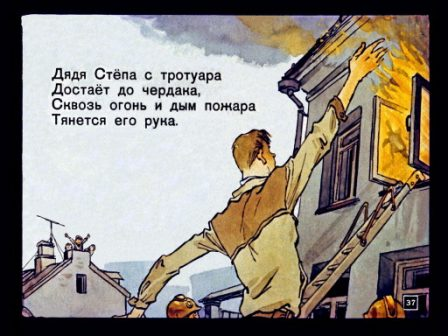 Дядя Стёпа с тротуара
Достаёт до чердака,
Сквозь огонь и дым пожара
Тянется его рука.
37